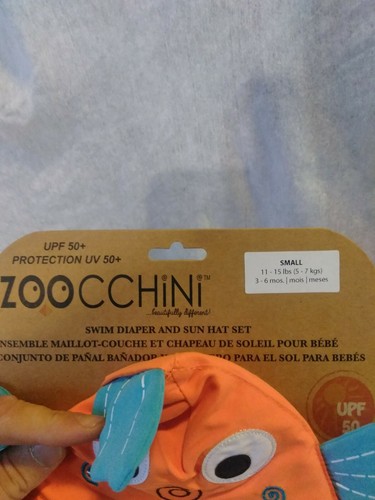 UPF 50+
PROTECTION UV 50+
ZOOCCHiNi™
...beautifully different!
SMALL
11 - 15 lbs (5 - 7 kgs)
3 - 6 mos. | mois | meses
SWIM DIAPER AND SUN HAT SET
ENSEMBLE MAILLOT-COUCHE ET CHAPEAU DE SOLEIL POUR BÉBÉ
CONJUNTO DE PAÑAL BAÑADOR PARA EL SOL PARA BEBÉS
UPF
50